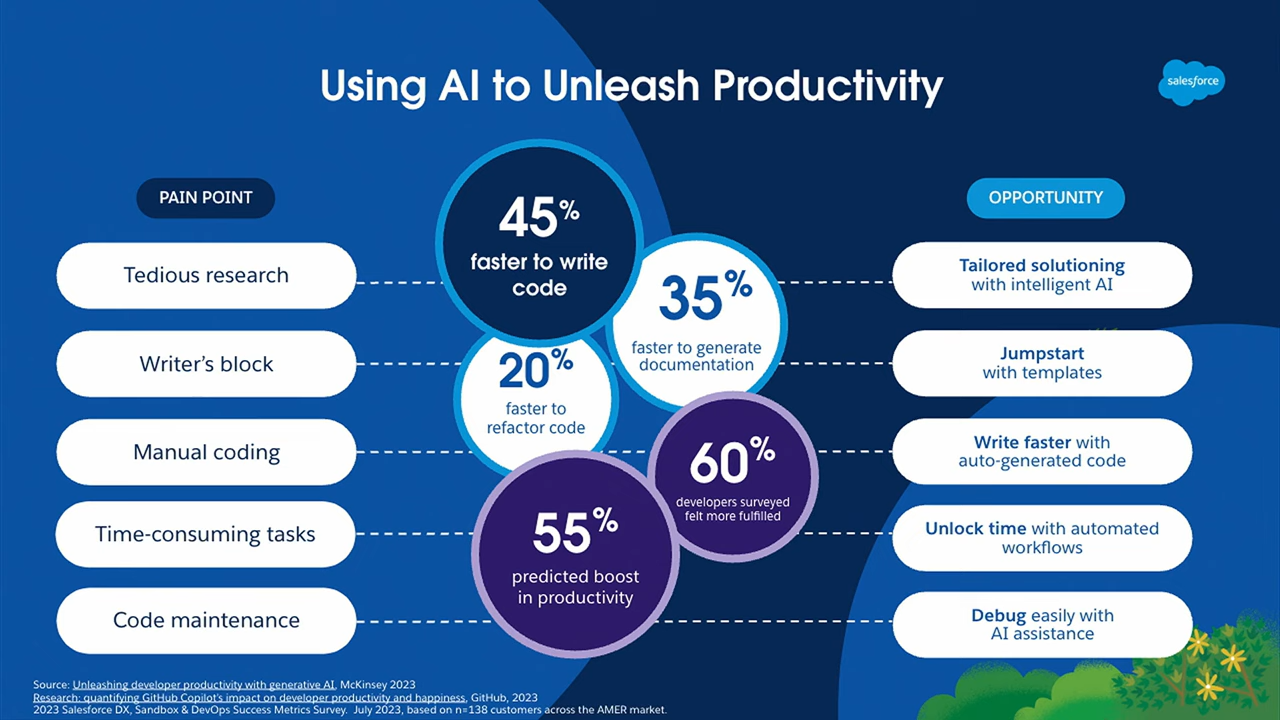 Using AI to Unleash Productivity
salesforce
PAIN POINT
Tedious research
Writer’s block
Manual coding
Time-consuming tasks
Code maintenance
45%
faster to write
code
35%
faster to generate
documentation
20%
faster to
refactor code
60%
developers surveyed
felt more fulfilled
55%
predicted boost
in productivity
OPPORTUNITY
Tailored solutioning
with intelligent AI
Jumpstart
with templates
Write faster with
auto-generated code
Unlock time with automated
workflows
Debug easily with
AI assistance
Source: Unleashing developer productivity with generative AI, McKinsey 2023
Research: quantifying GitHub Copilot’s impact on developer productivity and happiness, GitHub, 2023
2023 Salesforce DX, Sandbox & DevOps Success Metrics Survey. July 2023, based on n=138 customers across the AMER market.